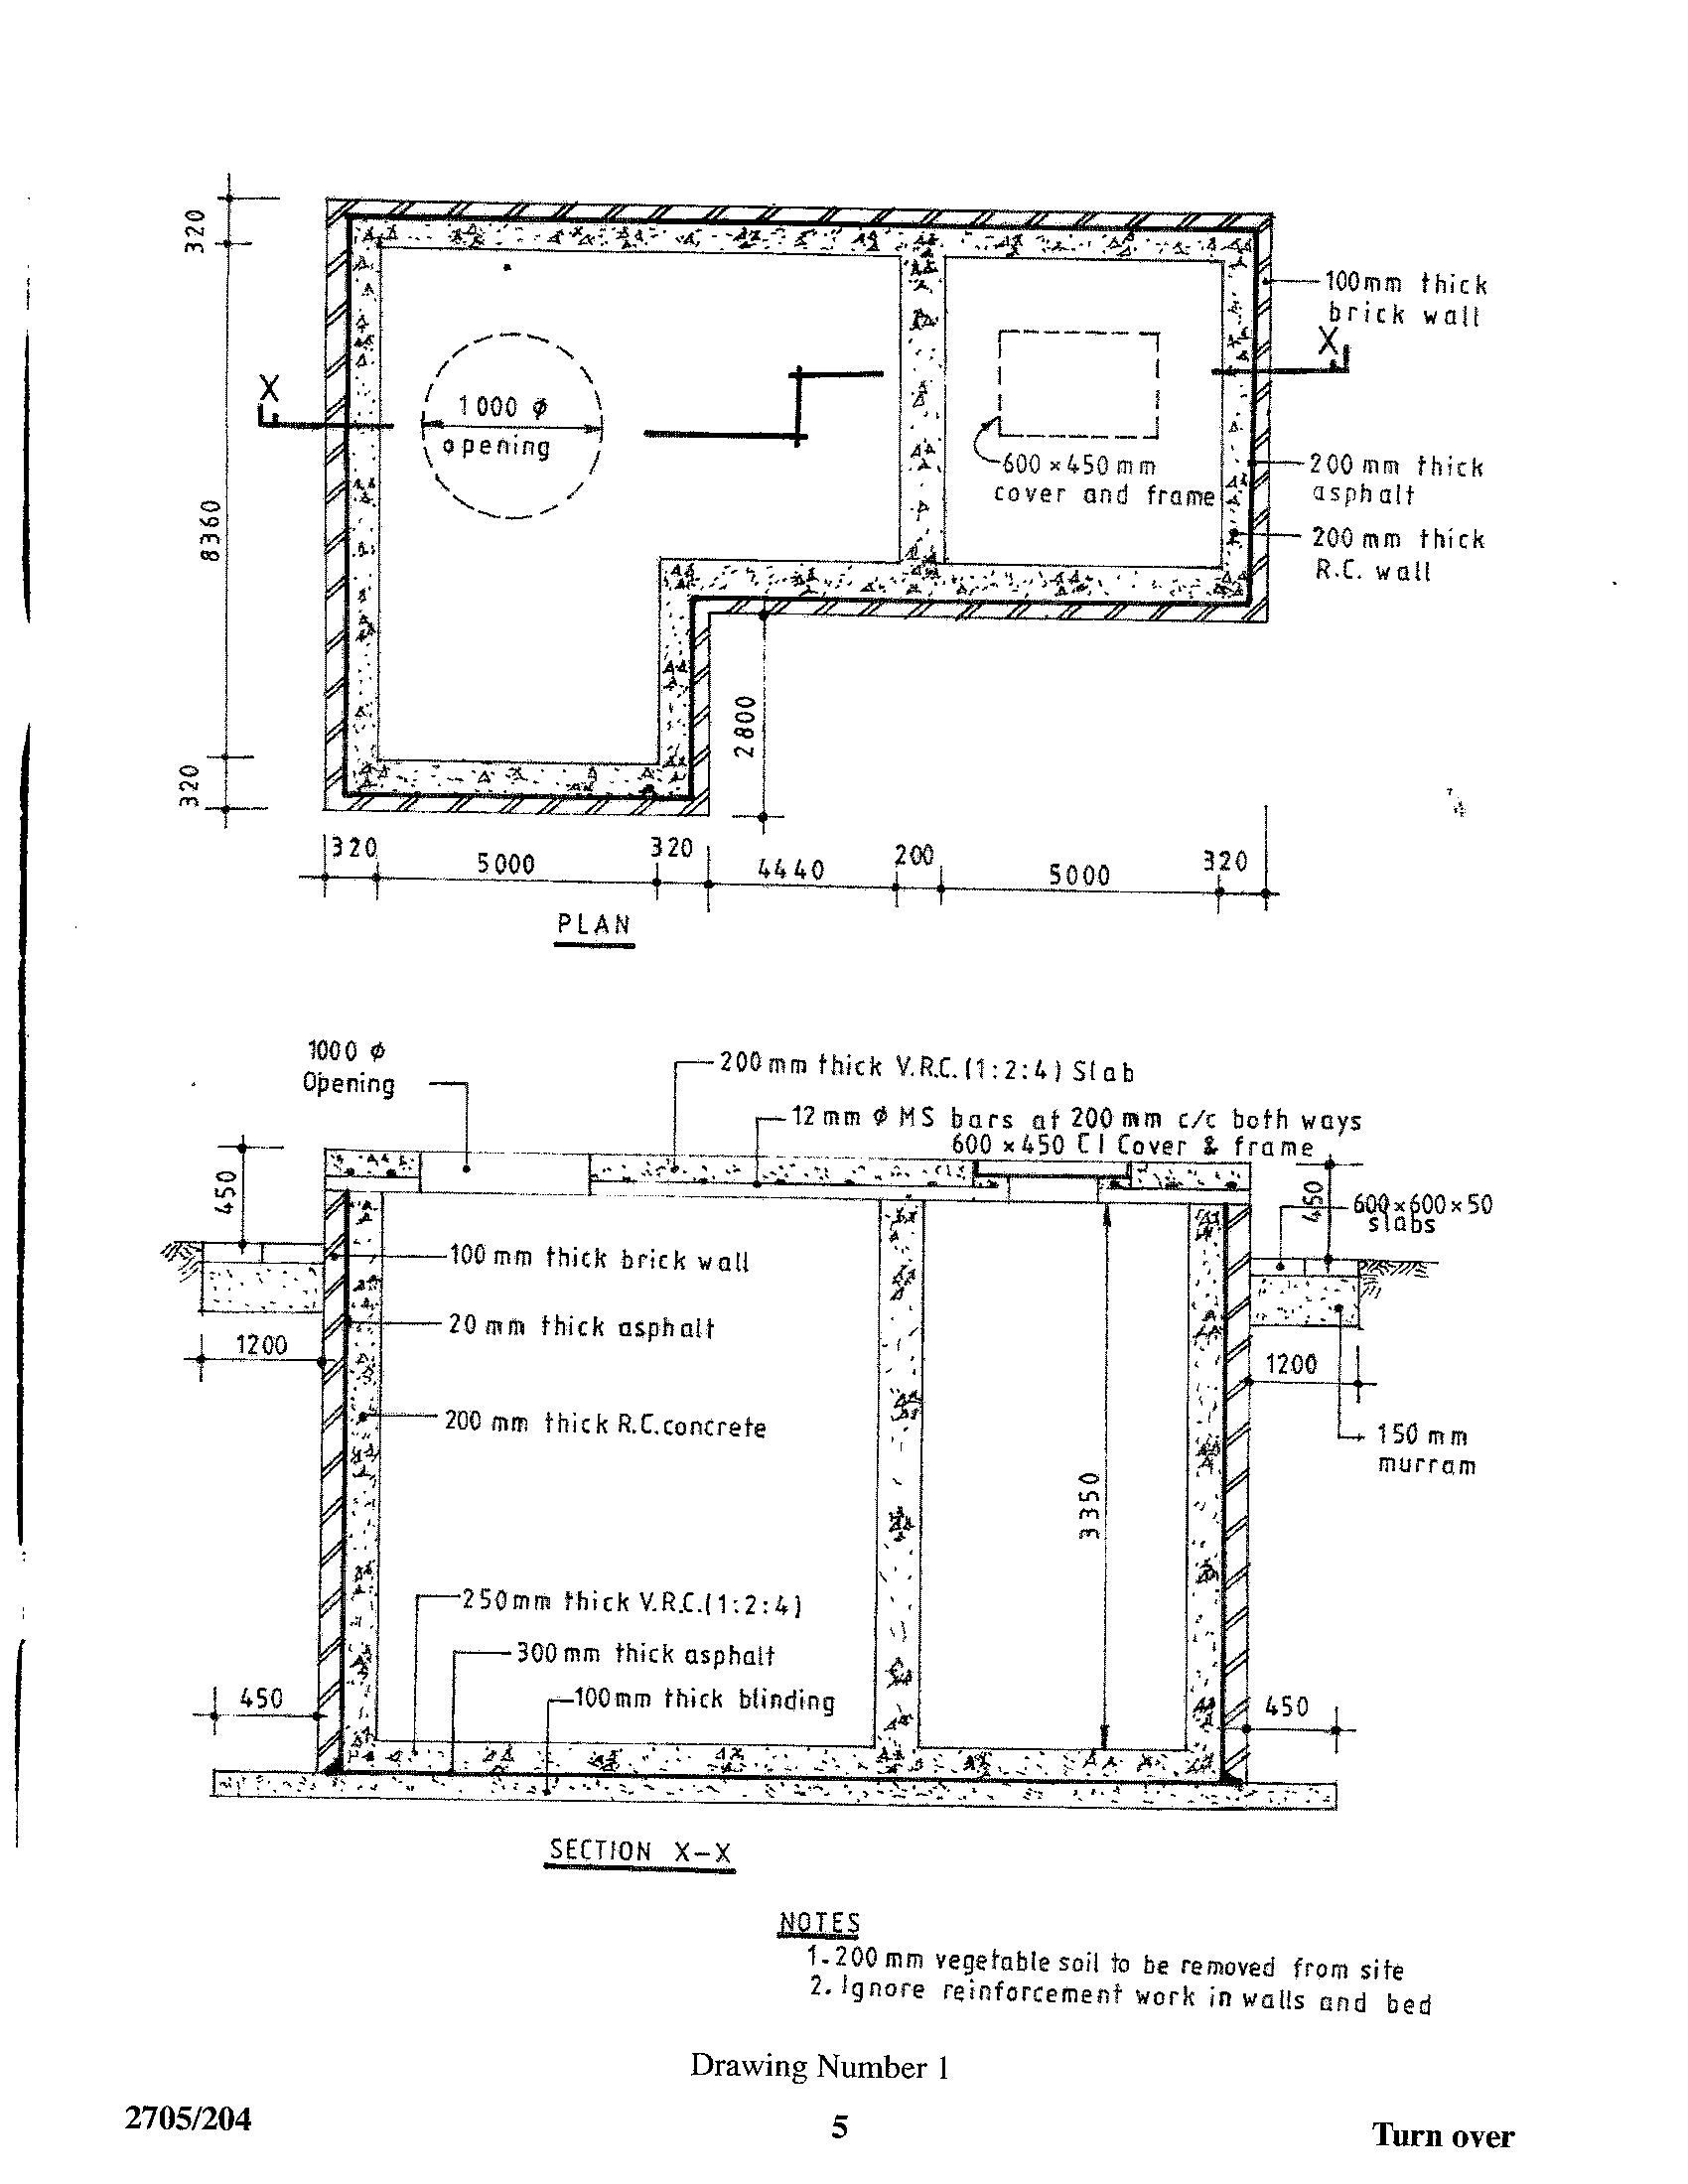 320
100mm thick
brick wall
X
X
1000 ϕ
opening
600×450 mm
cover and frame
200 mm thick
asphalt
200 mm thick
R.C. wall
8360
2800
320
320
5000
320
4440
200
5000
320
PLAN
1000 ϕ
Opening
200 mm thick V.R.C. (1:2:4) Slab
12 mm ϕ MS bars at 200 mm c/c both ways
600 ×450 C I Cover & frame
450
450
600×600×50
slabs
100 mm thick brick wall
20 mm thick asphalt
1200
1200
200 mm thick R.C. concrete
150 mm
murram
3350
250mm thick V.R.C. (1:2:4)
300 mm thick asphalt
100mm thick blinding
450
450
SECTION X-X
NOTES
1. 200 mm vegetable soil to be removed from site
2. Ignore reinforcement work in walls and bed
Drawing Number 1
2705/204
5
Turn over